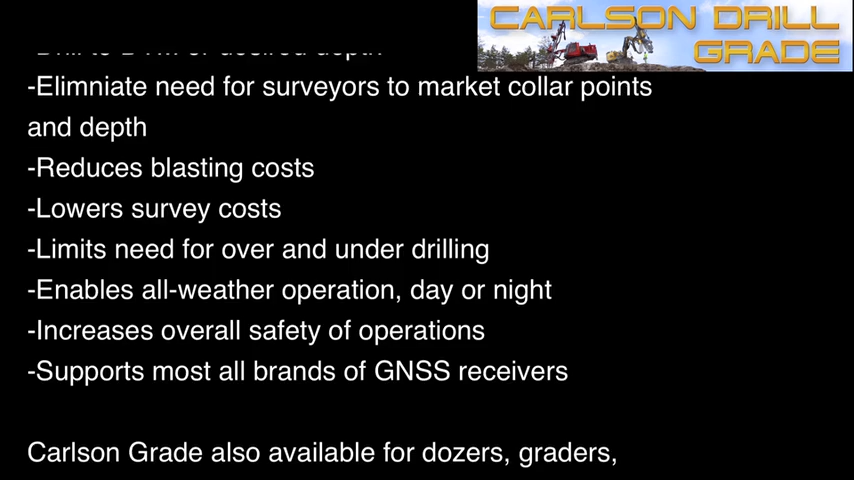 CARLSON DRILL
GRADE
-Elimniate need for surveyors to market collar points
and depth
-Reduces blasting costs
-Lowers survey costs
-Limits need for over and under drilling
-Enables all-weather operation, day or night
-Increases overall safety of operations
-Supports most all brands of GNSS receivers
Carlson Grade also available for dozers, graders,